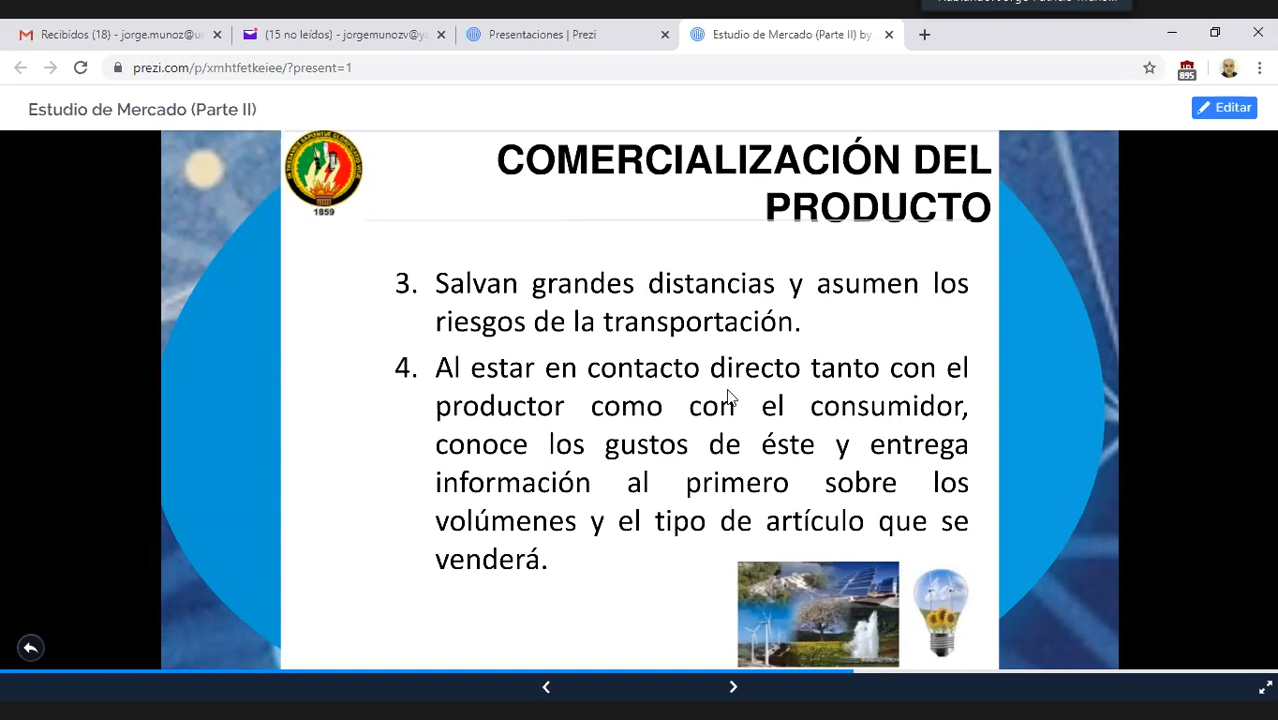 Recibidos (18) - jorge.munoz@u
(15 no leídos) - jorgemunozv@y
Presentaciones | Prezi
Estudio de Mercado (Parte II) by
prezi.com/p/xmhtfetkeiee/?present=1
895
Estudio de Mercado (Parte II)
Editar
1859
COMERCIALIZACIÓN DEL
PRODUCTO
3. Salvan grandes distancias y asumen los
riesgos de la transportación.
4. Al estar en contacto directo tanto con el
productor como con el consumidor,
conoce los gustos de éste y entrega
información al primero sobre los
volúmenes y el tipo de artículo que se
venderá.